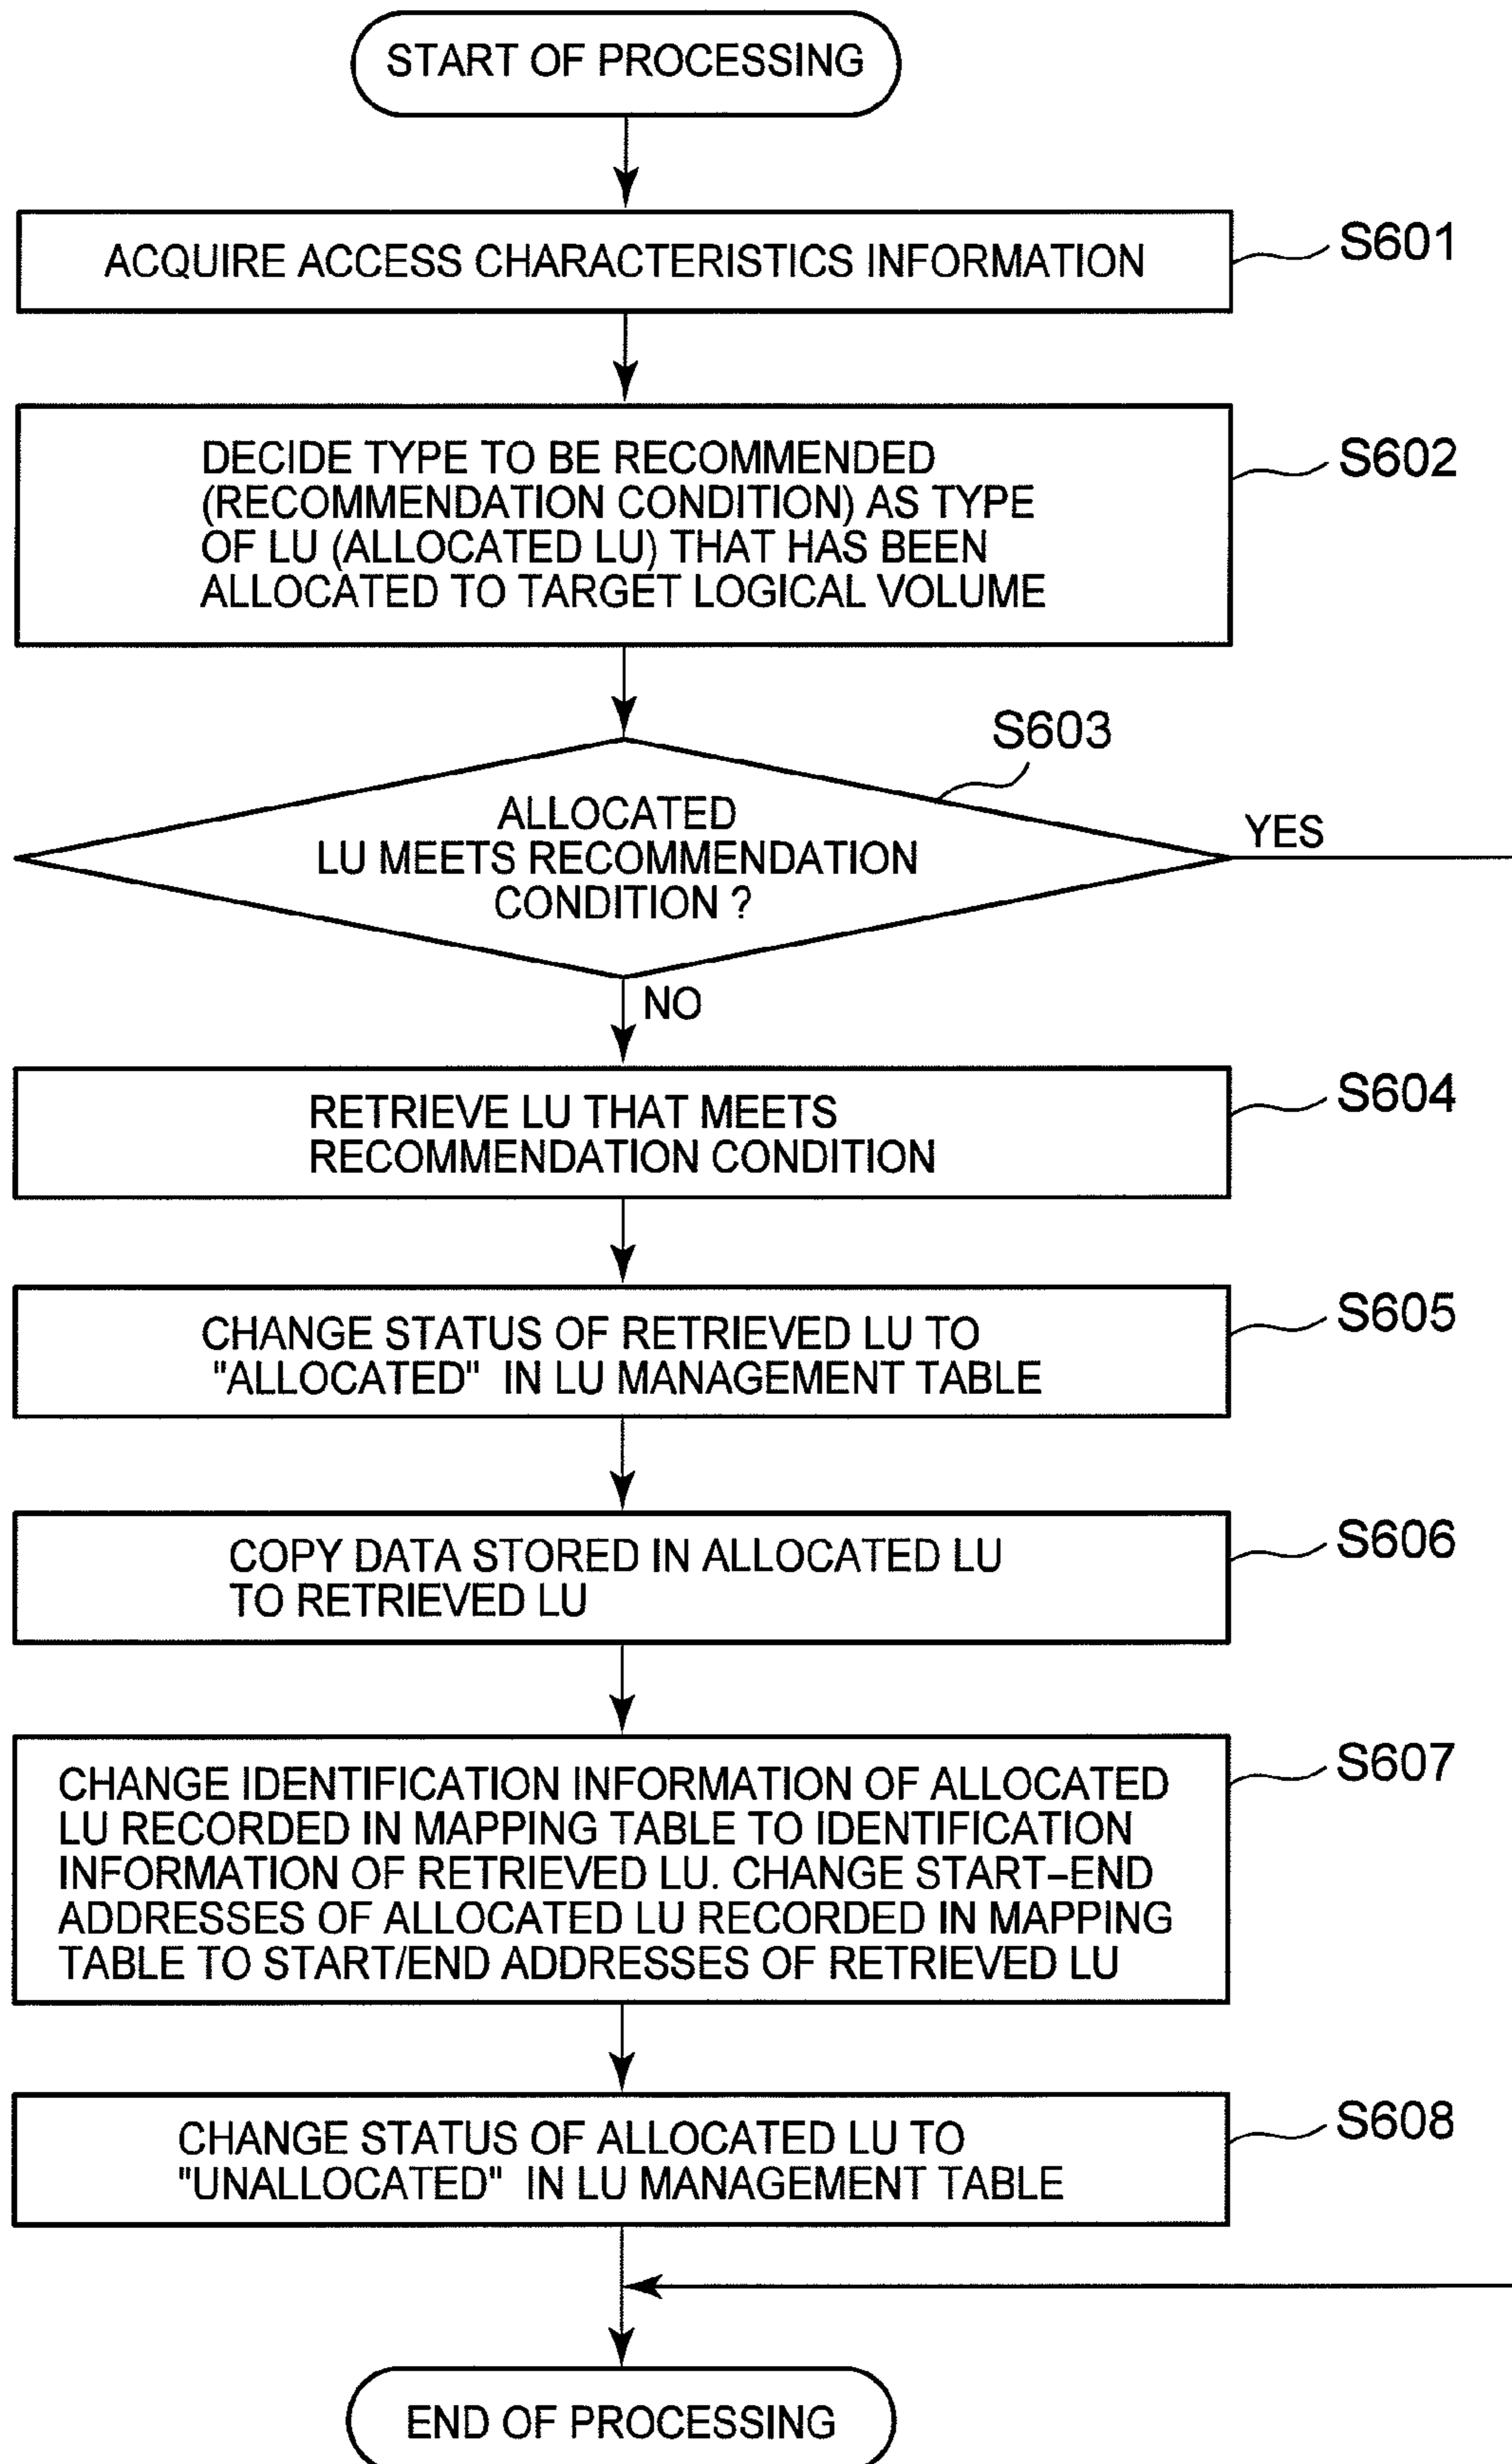 START OF PROCESSING
ACQUIRE ACCESS CHARACTERISTICS INFORMATION
S601
DECIDE TYPE TO BE RECOMMENDED
(RECOMMENDATION CONDITION) AS TYPE
OF LU (ALLOCATED LU) THAT HAS BEEN
ALLOCATED TO TARGET LOGICAL VOLUME
S602
S603
ALLOCATED
LU MEETS RECOMMENDATION
CONDITION ?
YES
NO
RETRIEVE LU THAT MEETS
RECOMMENDATION CONDITION
S604
CHANGE STATUS OF RETRIEVED LU TO
"ALLOCATED" IN LU MANAGEMENT TABLE
S605
COPY DATA STORED IN ALLOCATED LU
TO RETRIEVED LU
S606
CHANGE IDENTIFICATION INFORMATION OF ALLOCATED
LU RECORDED IN MAPPING TABLE TO IDENTIFICATION
INFORMATION OF RETRIEVED LU. CHANGE START–END
ADDRESSES OF ALLOCATED LU RECORDED IN MAPPING
TABLE TO START/END ADDRESSES OF RETRIEVED LU
S607
CHANGE STATUS OF ALLOCATED LU TO
"UNALLOCATED" IN LU MANAGEMENT TABLE
S608
END OF PROCESSING